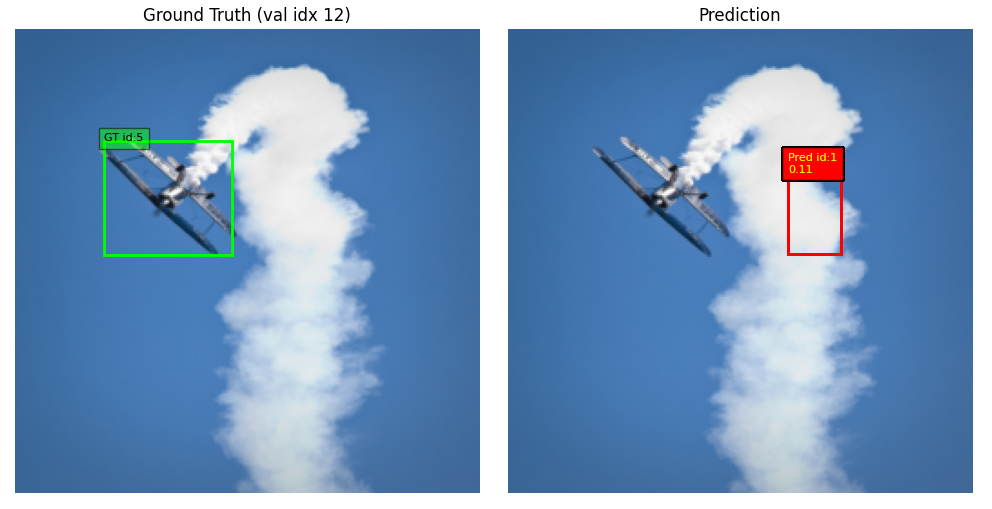 Ground Truth (val idx 12)
Prediction
GT id:5
Pred id:1
0.11